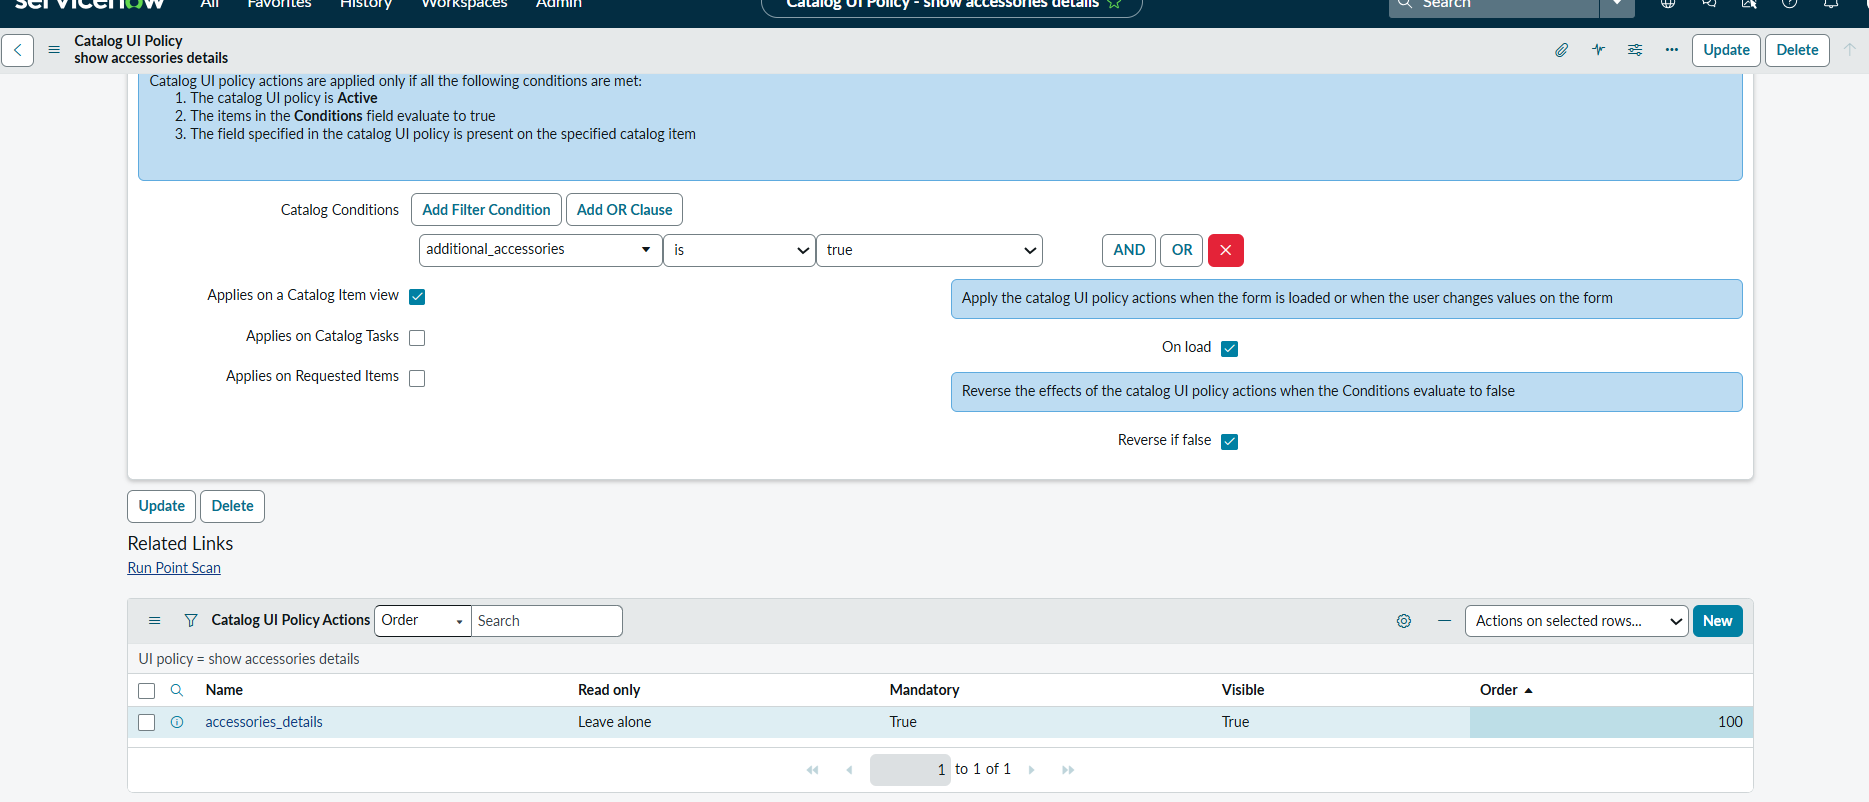 servicenow All Favorites History Workspaces Admin Catalog UI Policy - show accessories details Search
Catalog UI Policy
show accessories details
Update Delete
Catalog UI policy actions are applied only if all the following conditions are met:
1. The catalog UI policy is Active
2. The items in the Conditions field evaluate to true
3. The field specified in the catalog UI policy is present on the specified catalog item
Catalog Conditions Add Filter Condition Add OR Clause
additional_accessories is true AND OR
Applies on a Catalog Item view
Apply the catalog UI policy actions when the form is loaded or when the user changes values on the form
Applies on Catalog Tasks
On load
Applies on Requested Items
Reverse the effects of the catalog UI policy actions when the Conditions evaluate to false
Reverse if false
Update Delete
Related Links
Run Point Scan
Catalog UI Policy Actions Order Search Actions on selected rows... New
UI policy = show accessories details
Name Read only Mandatory Visible Order
accessories_details Leave alone True True 100
1 to 1 of 1